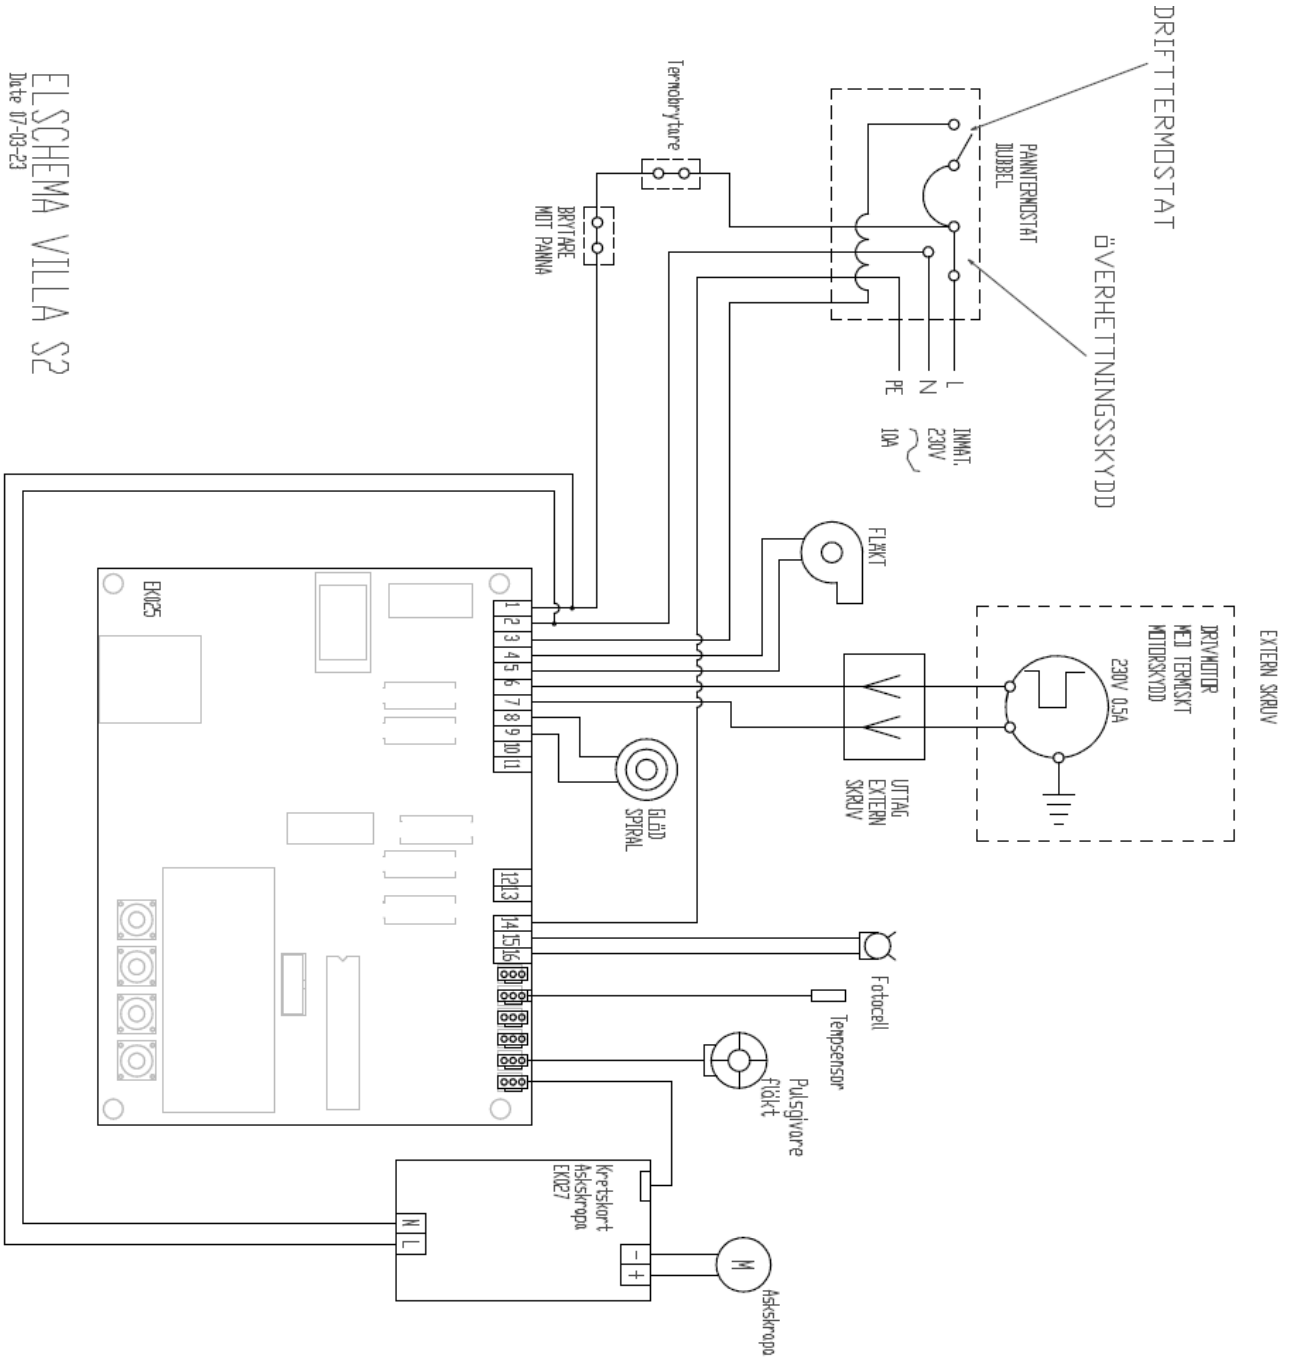 DRIFTTERMOSTAT
ÖVERHETTNINGSSKYDD
PANNTERMOSTAT
DUBBEL
L
N
PE
INMAT.
230V
10A
Termobrytare
BRYTARE
MOT PANNA
FLÄKT
EXTERN SKRUV
DRIVMOTOR
MED TERMISKT
MOTORSKYDD
230V 0.5A
UTTAG
EXTERN
SKRUV
GLÖD
SPIRAL
Fotocell
Tempsensor
Pulsgivare
fläkt
Askskrapa
M
- +
Kretskort
Askskrapa
EK027
N L
EK025
1
2
3
4
5
6
7
8
9
10
11
12
13
14
15
16
ELSCHEMA VILLA S2
Date 07-03-23